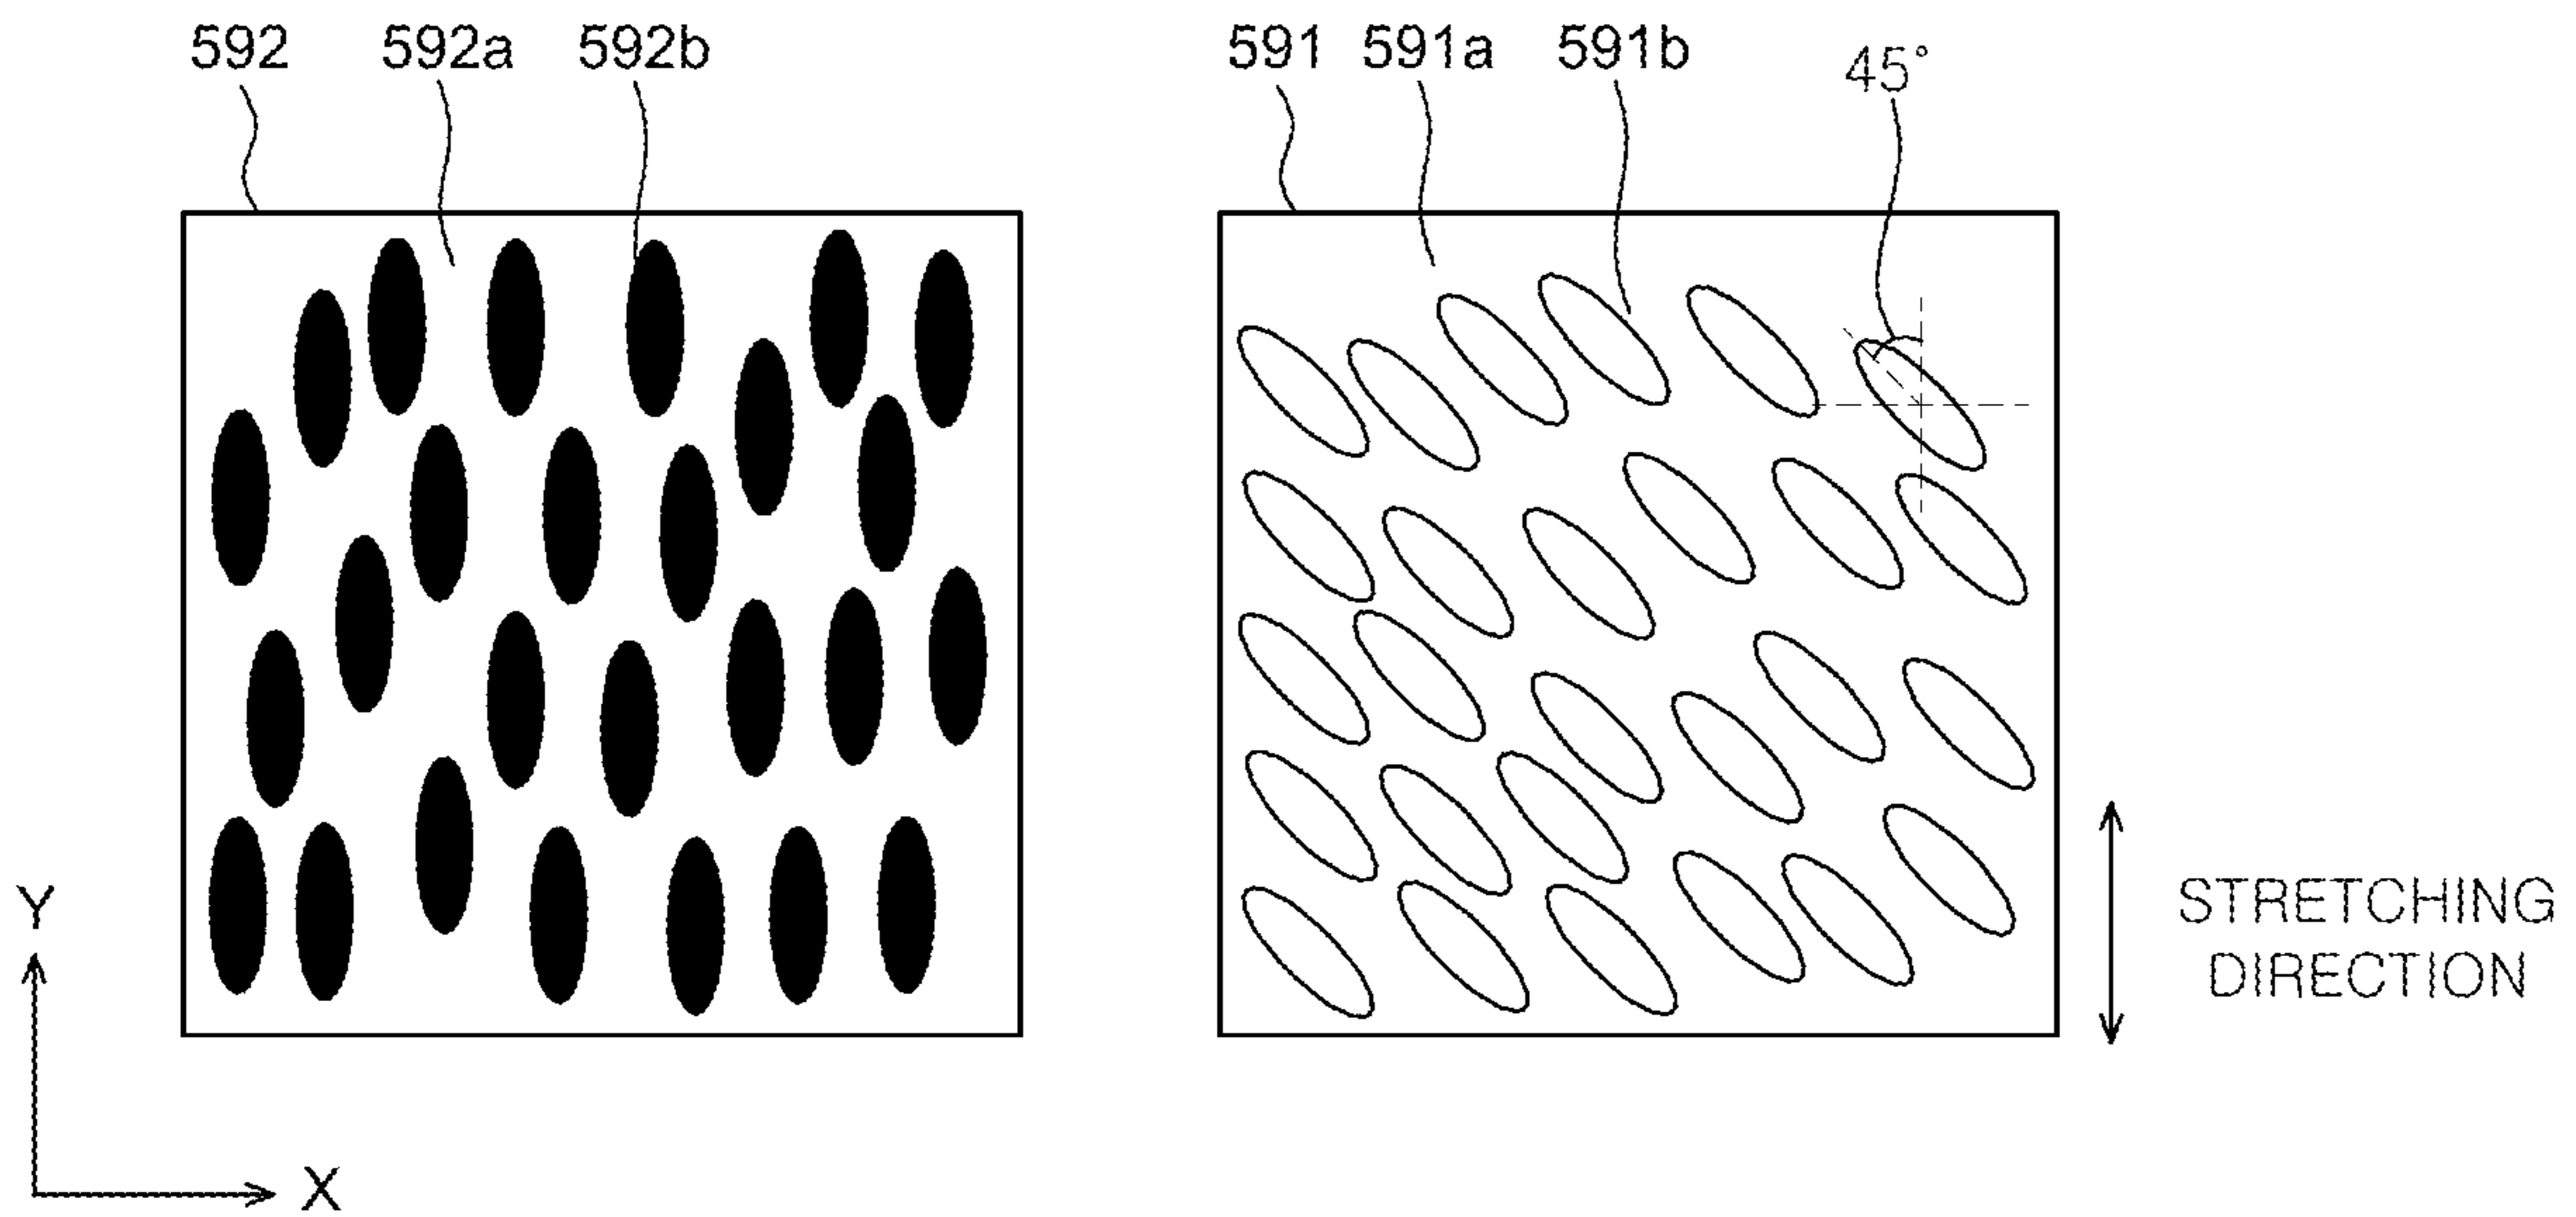 592 592a 592b 591 591a 591b 45°
STRETCHING
DIRECTION
Y
X